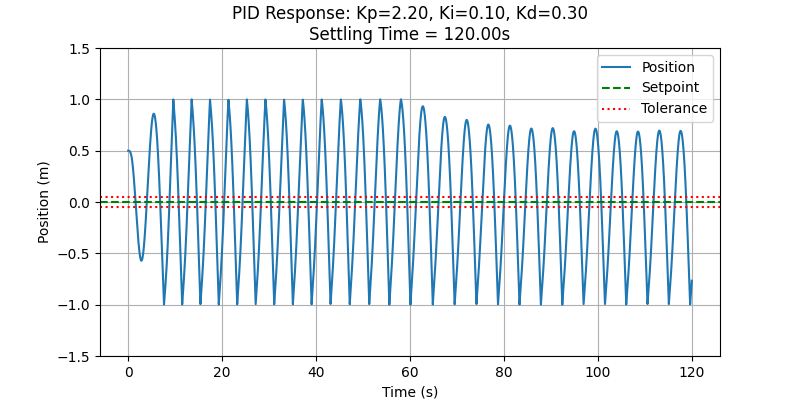 PID Response: Kp=2.20, Ki=0.10, Kd=0.30
Settling Time = 120.00s
1.5
1.0
0.5
0.0
−0.5
−1.0
−1.5
Position (m)
Position
Setpoint
Tolerance
0 20 40 60 80 100 120
Time (s)